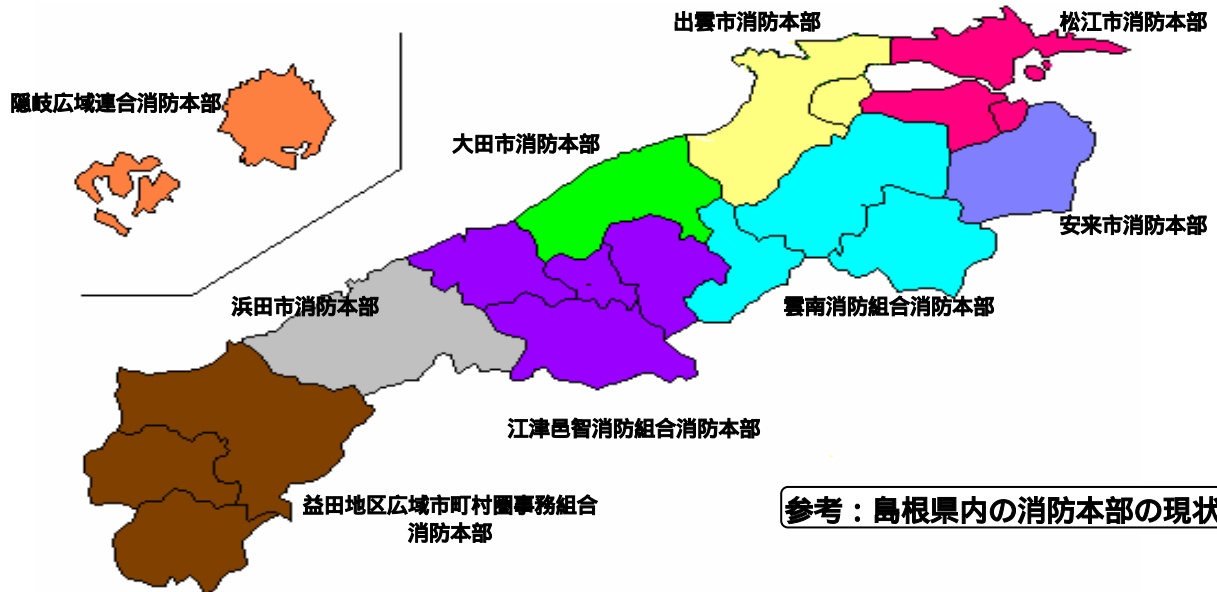 出雲市消防本部
松江市消防本部
隠岐広域連合消防本部
大田市消防本部
安来市消防本部
浜田市消防本部
雲南消防組合消防本部
江津邑智消防組合消防本部
益田地区広域市町村圏事務組合
消防本部
参考：島根県内の消防本部の現状